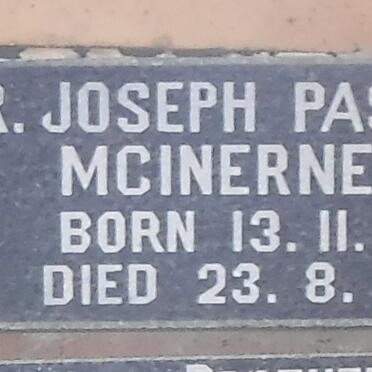 R. JOSEPH PAS
MCINERNE
BORN 13. 11.
DIED 23. 8.